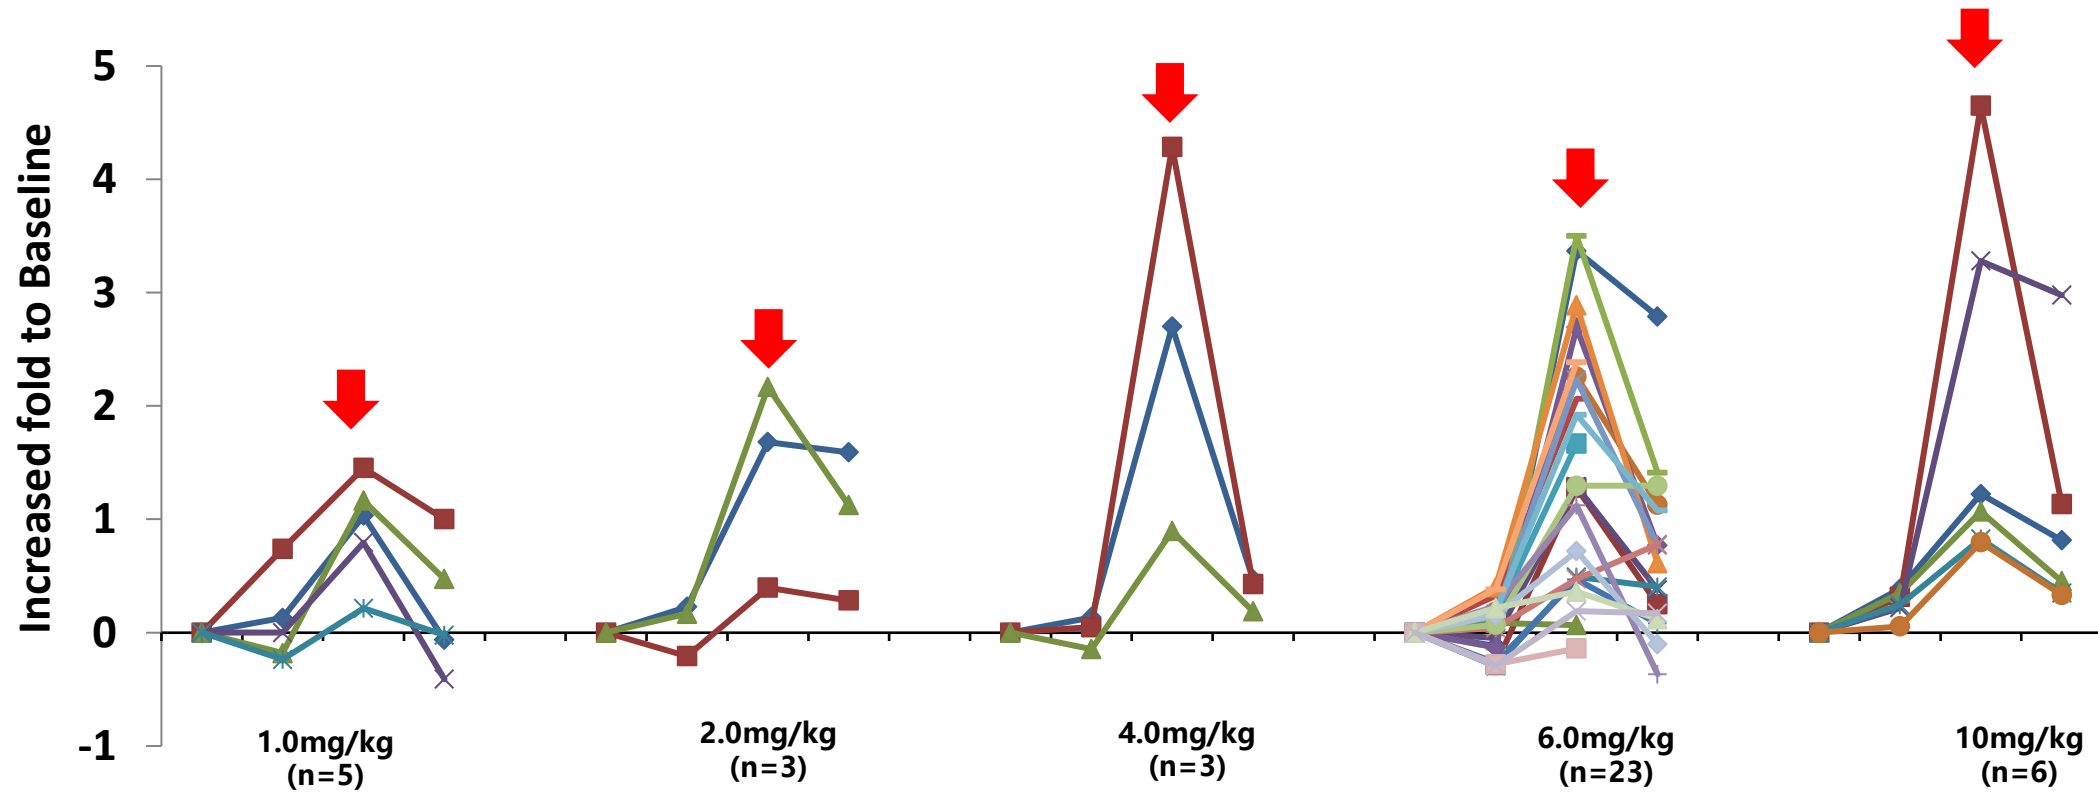 Increased fold to Baseline
5
4
3
2
1
0
-1
1.0mg/kg
(n=5)
2.0mg/kg
(n=3)
4.0mg/kg
(n=3)
6.0mg/kg
(n=23)
10mg/kg
(n=6)